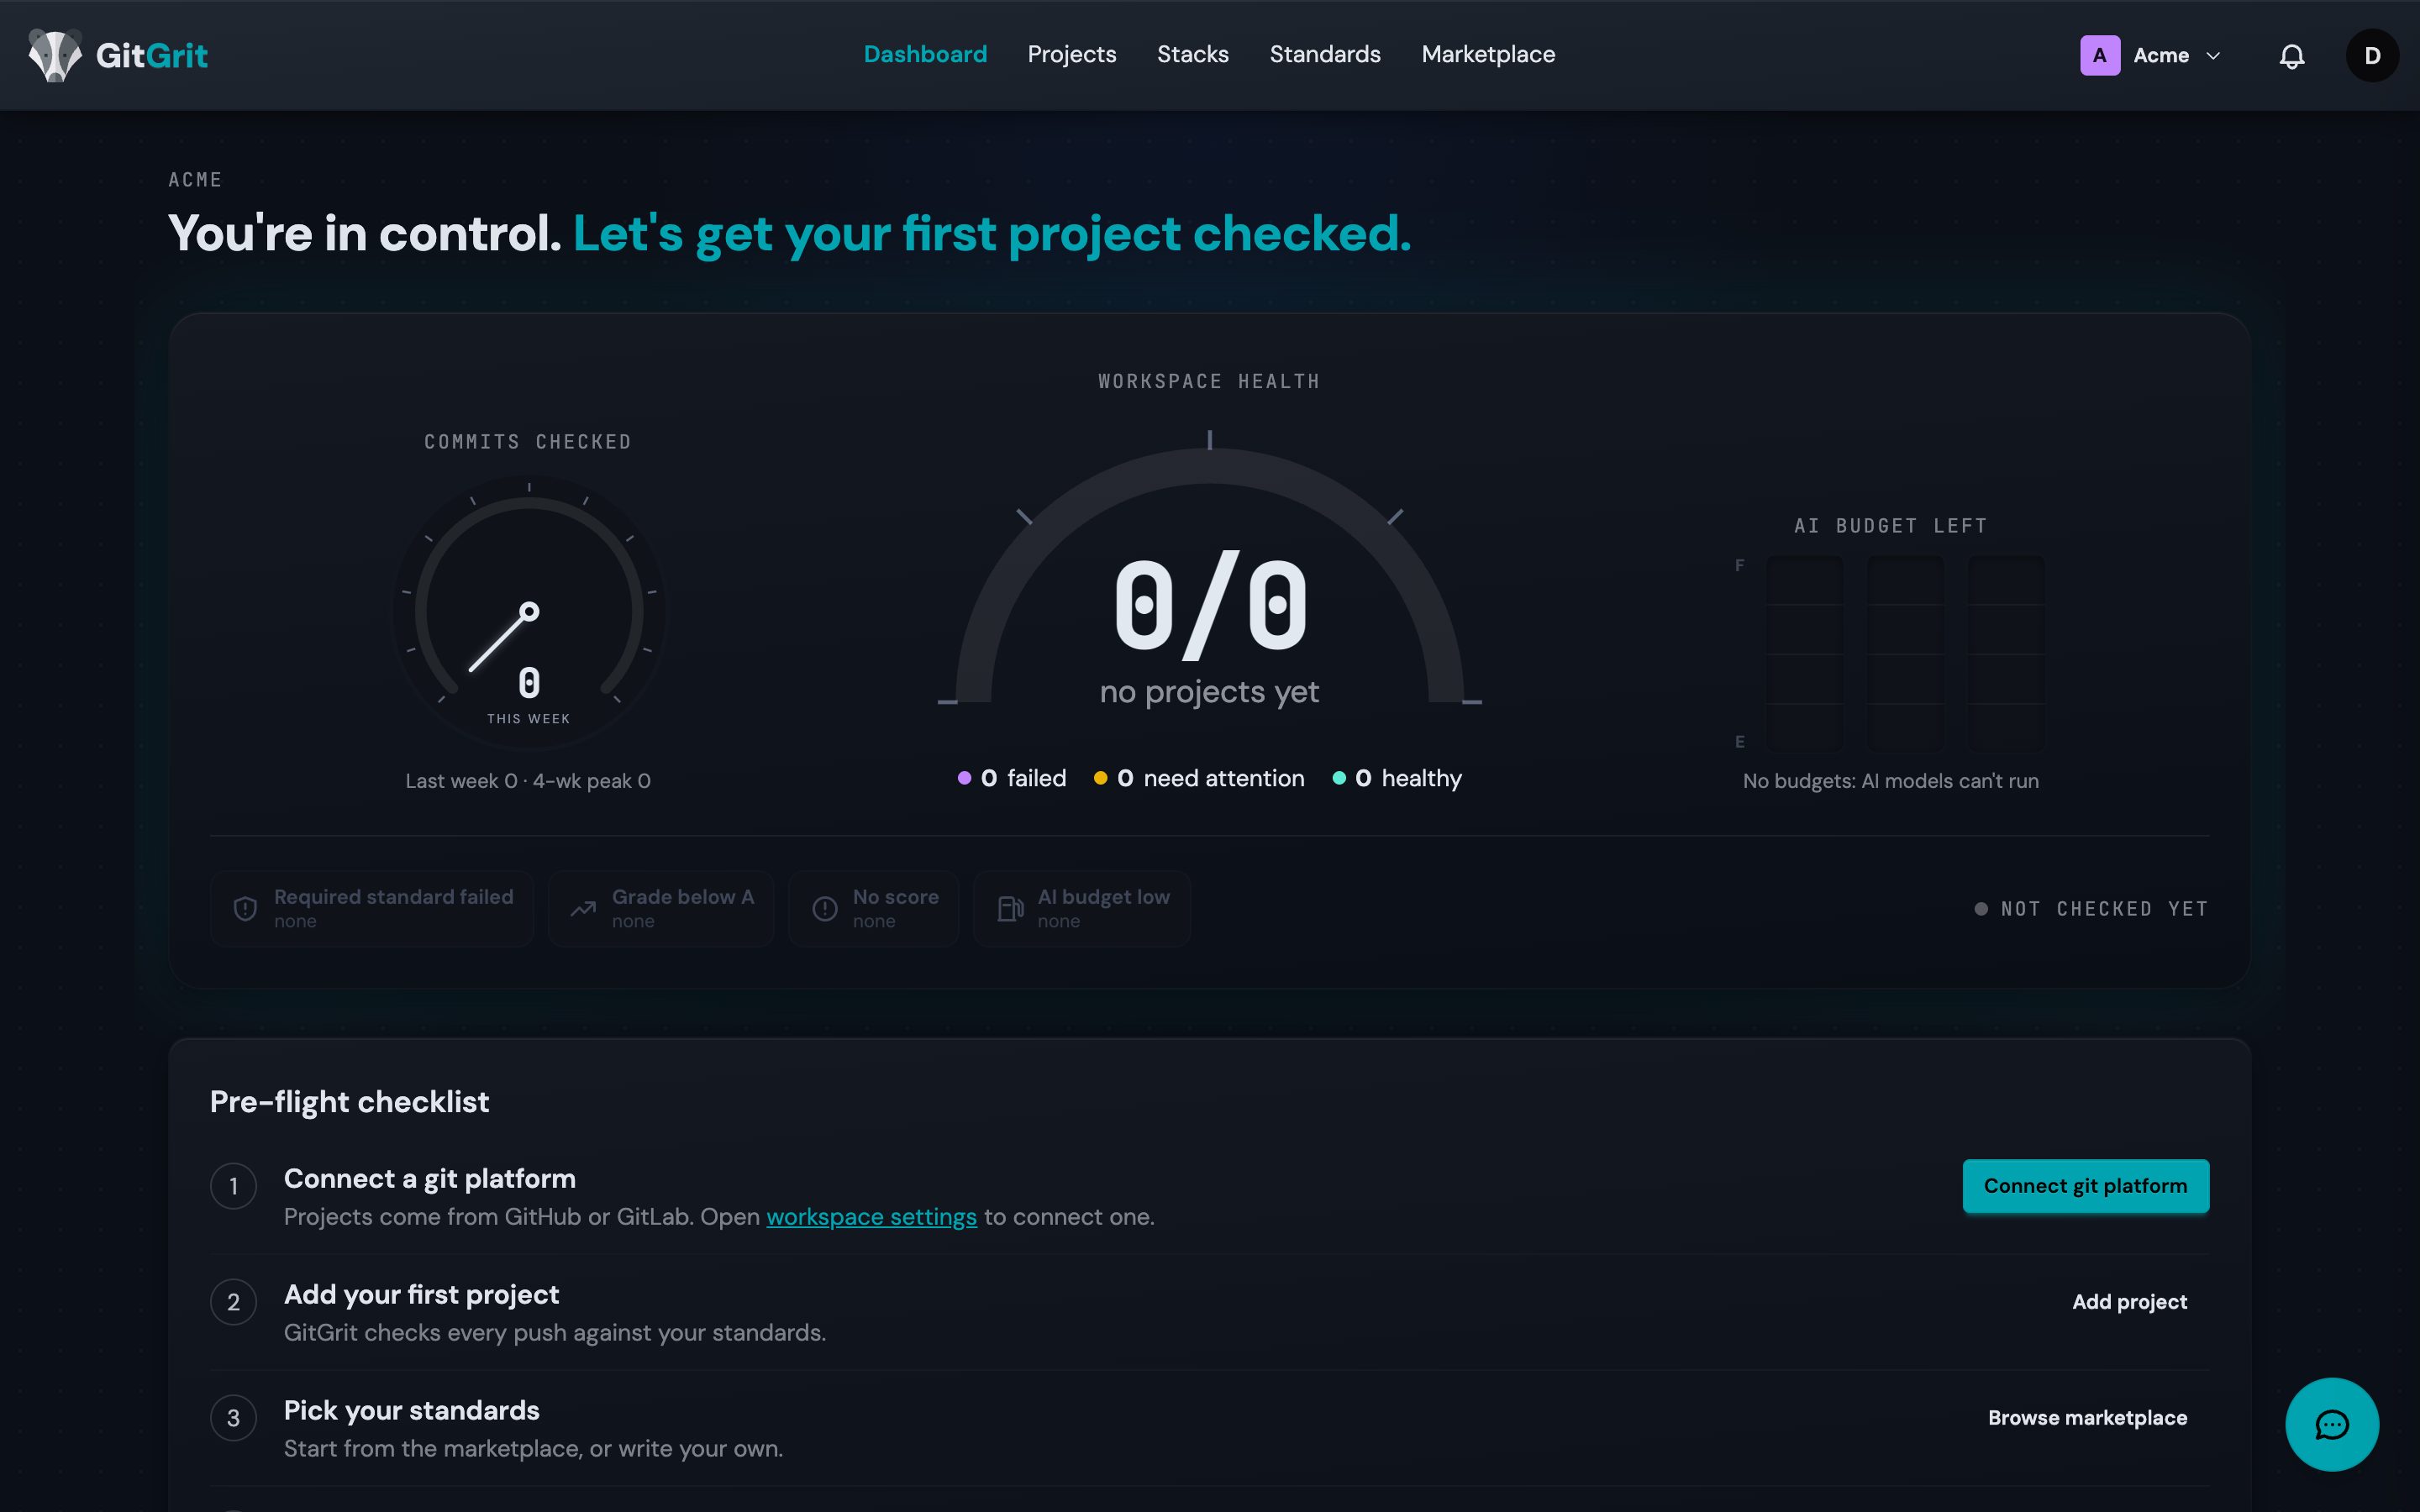 GitGrit
Dashboard Projects Stacks Standards Marketplace
A Acme
D
ACME
You're in control. Let's get your first project checked.
WORKSPACE HEALTH
COMMITS CHECKED
AI BUDGET LEFT
F
0/0
no projects yet
0
THIS WEEK
E
Last week 0 · 4-wk peak 0
0 failed 0 need attention 0 healthy
No budgets: AI models can't run
Required standard failed
none
Grade below A
none
No score
none
AI budget low
none
NOT CHECKED YET
Pre-flight checklist
1
Connect a git platform
Projects come from GitHub or GitLab. Open workspace settings to connect one.
Connect git platform
2
Add your first project
GitGrit checks every push against your standards.
Add project
3
Pick your standards
Start from the marketplace, or write your own.
Browse marketplace